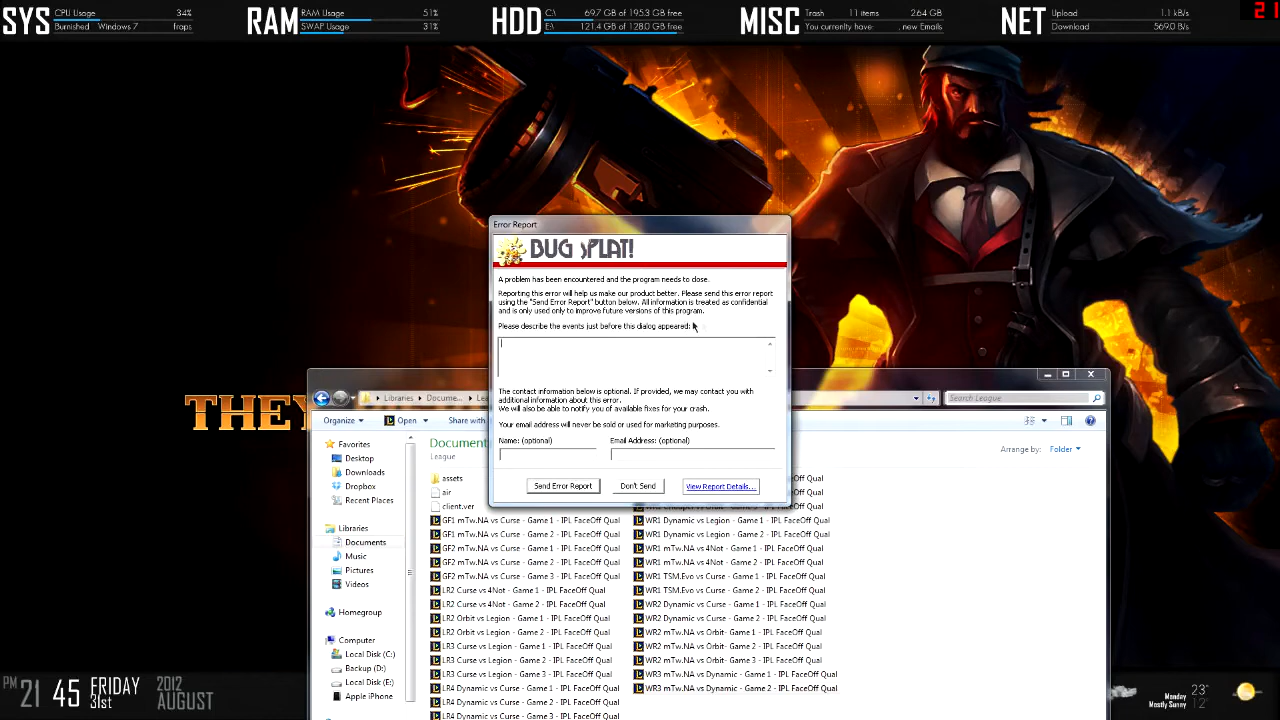 SYS
CPU Usage 34%
Burnished Windows 7 fraps
RAM
RAM Usage 51%
SWAP Usage 31%
HDD
C:\ 69.7 GB of 195.3 GB free
E:\ 121.4 GB of 128.0 GB free
MISC
Trash 11 items 2.64 GB
You currently have: . new Emails
NET
Upload 1.1 kB/s
Download 569.0 B/s
21
Error Report
BUG SPLAT!
A problem has been encountered and the program needs to close.
Reporting this error will help us make our product better. Please send this error report
using the "Send Error Report" button below. All information is treated as confidential
and is only used only to improve future versions of this program.
Please describe the events just before this dialog appeared:
The contact information below is optional. If provided, we may contact you with
additional information about this error.
We will also be able to notify you of available fixes for your crash.
Your email address will never be sold or used for marketing purposes.
Name: (optional) Email Address: (optional)
Send Error Report Don't Send View Report Details...
THEY
Libraries Docume... Lea
Search League
Organize Open Share with
Document
League
Arrange by: Folder
Favorites
Desktop
Downloads
Dropbox
Recent Places
Libraries
Documents
Music
Pictures
Videos
Homegroup
Computer
Local Disk (C:)
Backup (D:)
Local Disk (E:)
Apple iPhone
assets
air
client.ver
GF1 mTw.NA vs Curse - Game 1 - IPL FaceOff Qual
GF1 mTw.NA vs Curse - Game 2 - IPL FaceOff Qual
GF2 mTw.NA vs Curse - Game 1 - IPL FaceOff Qual
GF2 mTw.NA vs Curse - Game 2 - IPL FaceOff Qual
GF2 mTw.NA vs Curse - Game 3 - IPL FaceOff Qual
LR2 Curse vs 4Not - Game 1 - IPL FaceOff Qual
LR2 Curse vs 4Not - Game 2 - IPL FaceOff Qual
LR2 Orbit vs Legion - Game 1 - IPL FaceOff Qual
LR2 Orbit vs Legion - Game 2 - IPL FaceOff Qual
LR3 Curse vs Legion - Game 1 - IPL FaceOff Qual
LR3 Curse vs Legion - Game 2 - IPL FaceOff Qual
LR3 Curse vs Legion - Game 3 - IPL FaceOff Qual
LR4 Dynamic vs Curse - Game 1 - IPL FaceOff Qual
LR4 Dynamic vs Curse - Game 2 - IPL FaceOff Qual
LR4 Dynamic vs Curse - Game 3 - IPL FaceOff Qual
FaceOff Qual
FaceOff Qual
FaceOff Qual
WR1 Dynamic vs Legion - Game 1 - IPL FaceOff Qual
WR1 Dynamic vs Legion - Game 2 - IPL FaceOff Qual
WR1 mTw.NA vs 4Not - Game 1 - IPL FaceOff Qual
WR1 mTw.NA vs 4Not - Game 2 - IPL FaceOff Qual
WR1 TSM.Evo vs Curse - Game 1 - IPL FaceOff Qual
WR1 TSM.Evo vs Curse - Game 2 - IPL FaceOff Qual
WR2 Dynamic vs Curse - Game 1 - IPL FaceOff Qual
WR2 Dynamic vs Curse - Game 2 - IPL FaceOff Qual
WR2 mTw.NA vs Orbit- Game 1 - IPL FaceOff Qual
WR2 mTw.NA vs Orbit- Game 2 - IPL FaceOff Qual
WR2 mTw.NA vs Orbit- Game 3 - IPL FaceOff Qual
WR3 mTw.NA vs Dynamic - Game 1 - IPL FaceOff Qual
WR3 mTw.NA vs Dynamic - Game 2 - IPL FaceOff Qual
PM 21 45 FRIDAY 31st 2012 AUGUST
Monday 23°
Mostly Sunny 12°